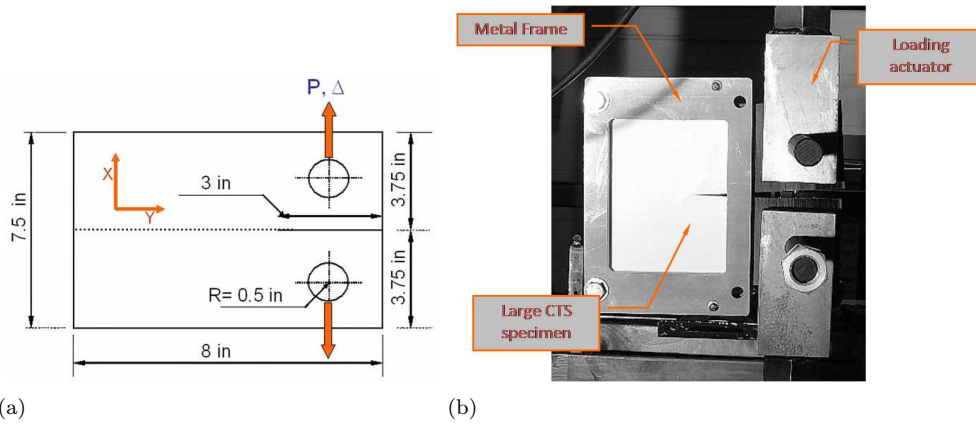 P, Δ
X
Y
3 in
7.5 in
3.75 in
3.75 in
R= 0.5 in
8 in
(a)
Metal Frame
Loading
actuator
Large CTS
specimen
(b)